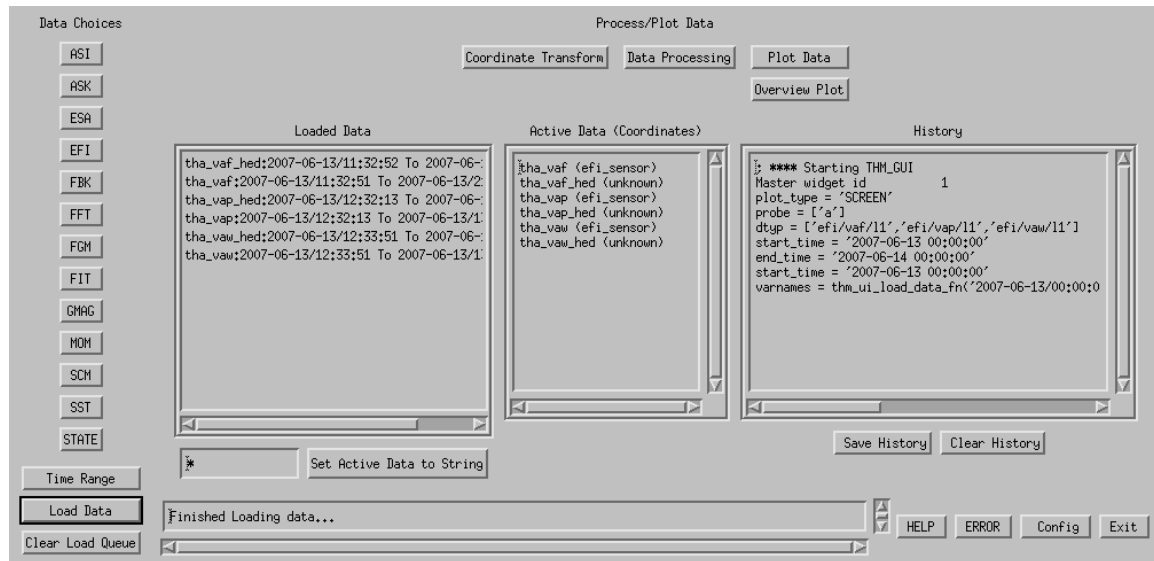 Data Choices
Process/Plot Data
ASI
ASK
ESA
EFI
FBK
FFT
FGM
FIT
GMAG
MOM
SCM
SST
STATE
Time Range
Load Data
Clear Load Queue
Coordinate Transform
Data Processing
Plot Data
Overview Plot
Loaded Data
tha_vaf_hed:2007-06-13/11:32:52 To 2007-06-
tha_vaf:2007-06-13/11:32:51 To 2007-06-13/2
tha_vap_hed:2007-06-13/12:32:13 To 2007-06-
tha_vap:2007-06-13/12:32:13 To 2007-06-13/1
tha_vaw_hed:2007-06-13/12:33:51 To 2007-06-
tha_vaw:2007-06-13/12:33:51 To 2007-06-13/1
*
Set Active Data to String
Active Data (Coordinates)
tha_vaf (efi_sensor)
tha_vaf_hed (unknown)
tha_vap (efi_sensor)
tha_vap_hed (unknown)
tha_vaw (efi_sensor)
tha_vaw_hed (unknown)
History
; **** Starting THM_GUI
Master widget id 1
plot_type = 'SCREEN'
probe = ['a']
dtyp = ['efi/vaf/l1','efi/vap/l1','efi/vaw/l1']
start_time = '2007-06-13 00:00:00'
end_time = '2007-06-14 00:00:00'
start_time = '2007-06-13 00:00:00'
varnames = thm_ui_load_data_fn('2007-06-13/00:00:0
Save History
Clear History
Finished Loading data...
HELP
ERROR
Config
Exit